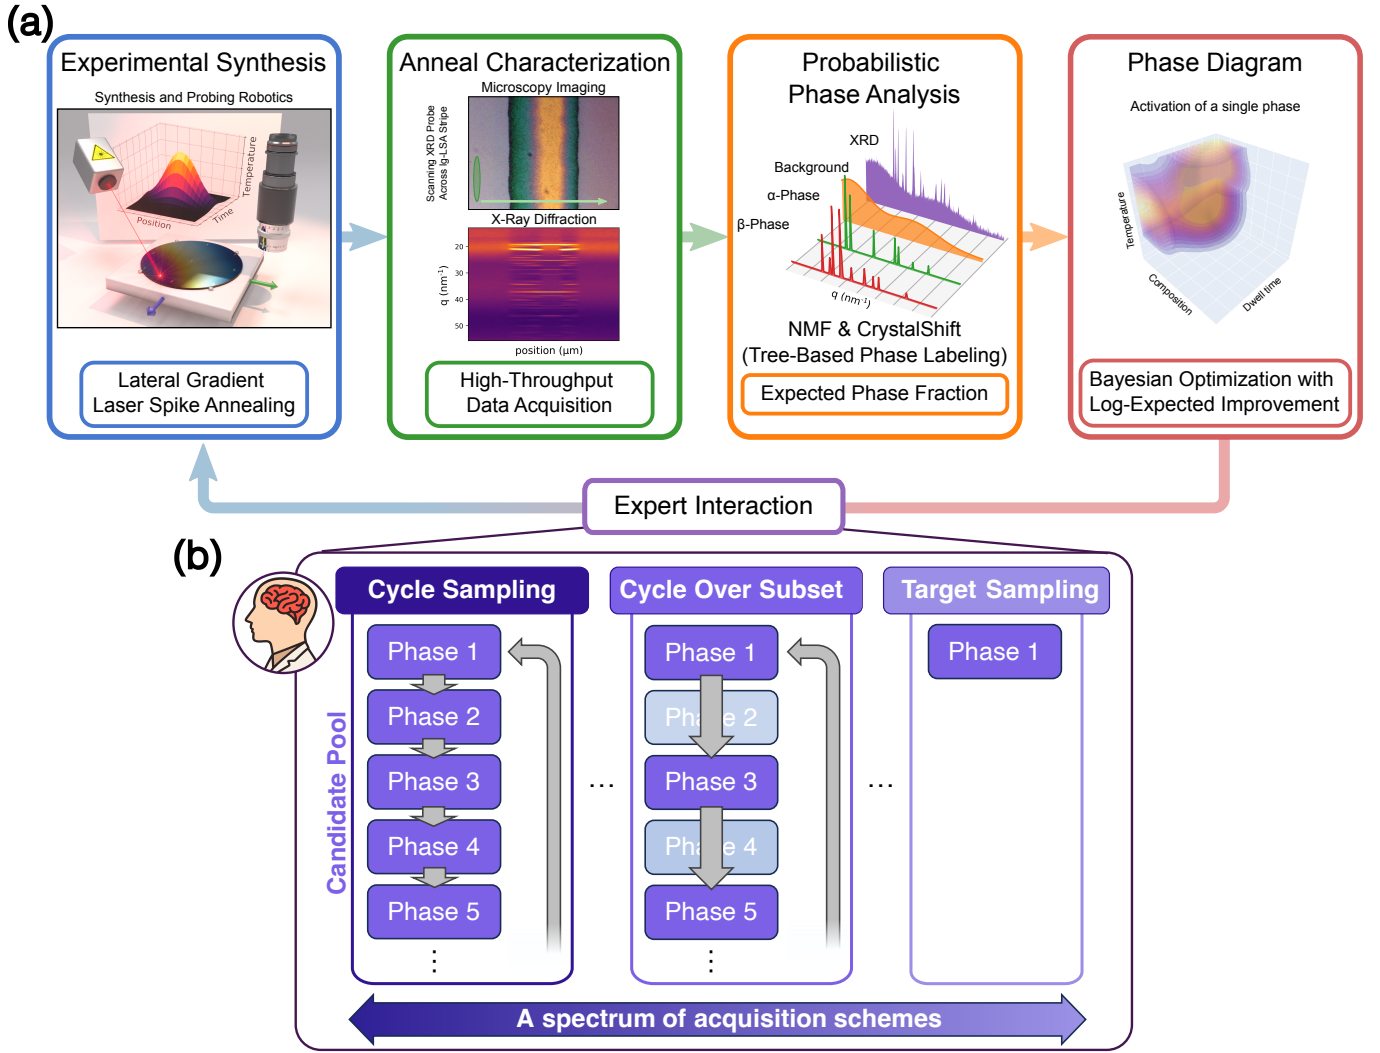 (a)
Experimental Synthesis
Synthesis and Probing Robotics
Temperature
Time
Position
Lateral Gradient
Laser Spike Annealing
Anneal Characterization
Microscopy Imaging
Scanning XRD Probe
Across lg-LSA Stripe
X-Ray Diffraction
q (nm⁻¹)
20
30
40
50
position (μm)
High-Throughput
Data Acquisition
Probabilistic
Phase Analysis
XRD
Background
α-Phase
β-Phase
q (nm⁻¹)
NMF & CrystalShift
(Tree-Based Phase Labeling)
Expected Phase Fraction
Phase Diagram
Activation of a single phase
Temperature
Composition
Dwell time
Bayesian Optimization with
Log-Expected Improvement
Expert Interaction
(b)
Candidate Pool
Cycle Sampling
Phase 1
Phase 2
Phase 3
Phase 4
Phase 5
⋮
...
Cycle Over Subset
Phase 1
Phase 2
Phase 3
Phase 4
Phase 5
⋮
...
Target Sampling
Phase 1
A spectrum of acquisition schemes